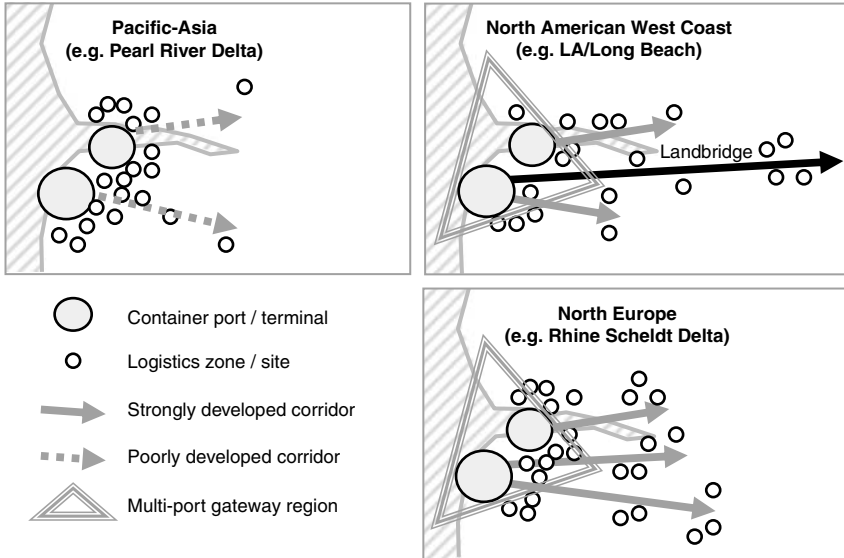 Pacific-Asia
(e.g. Pearl River Delta)
North American West Coast
(e.g. LA/Long Beach)
Landbridge
Container port / terminal
Logistics zone / site
Strongly developed corridor
Poorly developed corridor
Multi-port gateway region
North Europe
(e.g. Rhine Scheldt Delta)